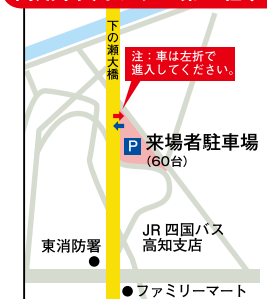 下の瀬大橋
注：車は左折で
進入してください。
P 来場者駐車場
(60台)
JR 四国バス
高知支店
東消防署
ファミリーマート